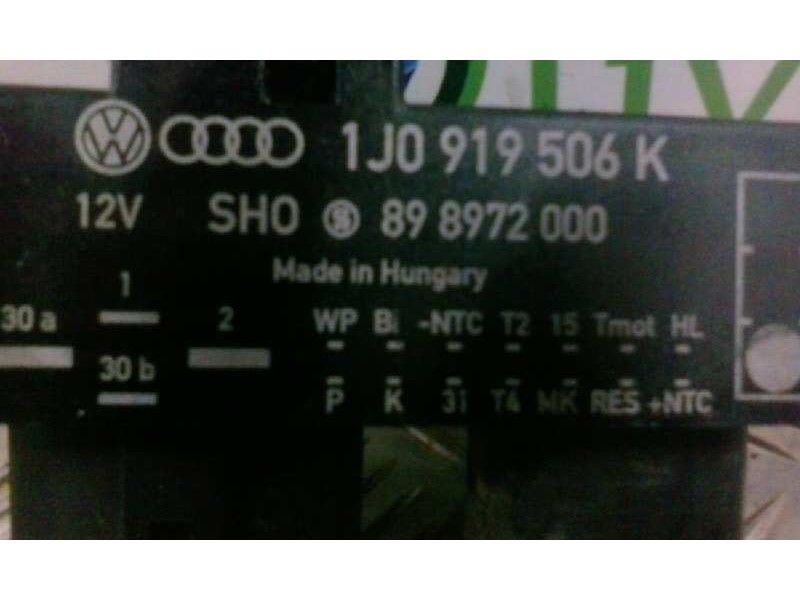 1J0 919 506 K
12V SHO 89 8972 000
Made in Hungary
1
30 a 2 WP Bi -NTC T2 15 Tmot HL
30 b
P K 31 T4 MK RES +NTC